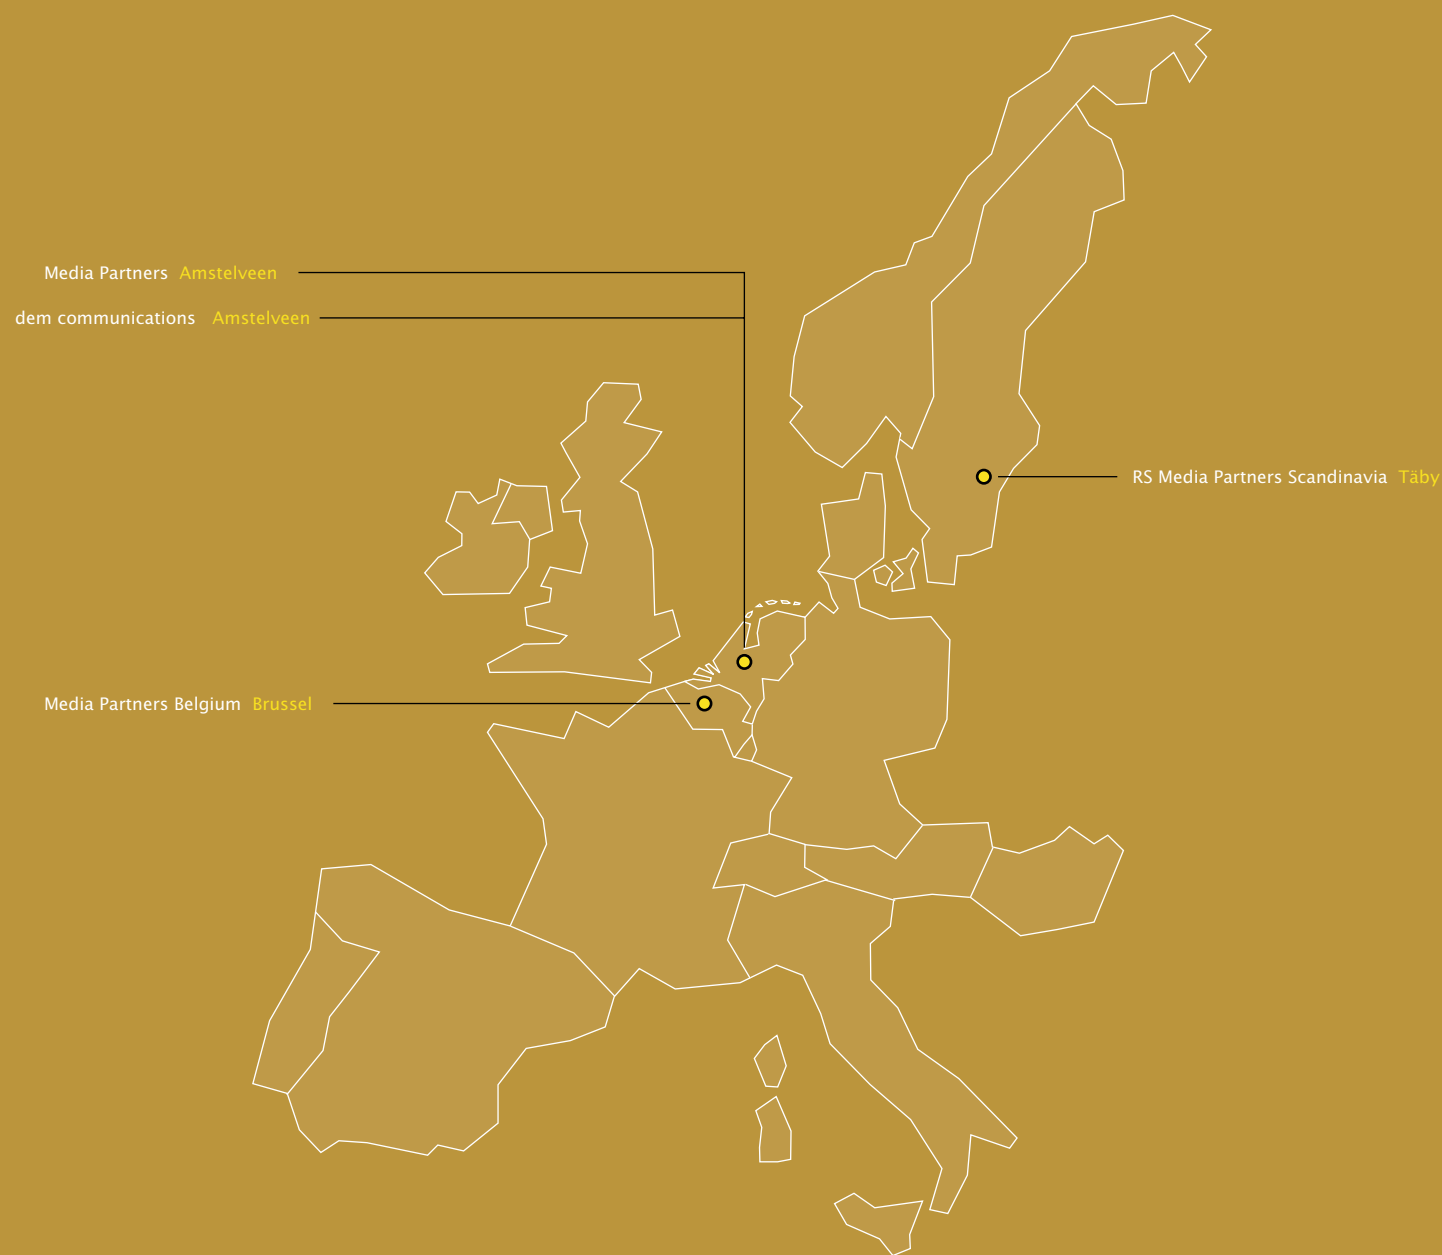 Media Partners Amstelveen
dem communications Amstelveen
RS Media Partners Scandinavia Täby
Media Partners Belgium Brussel